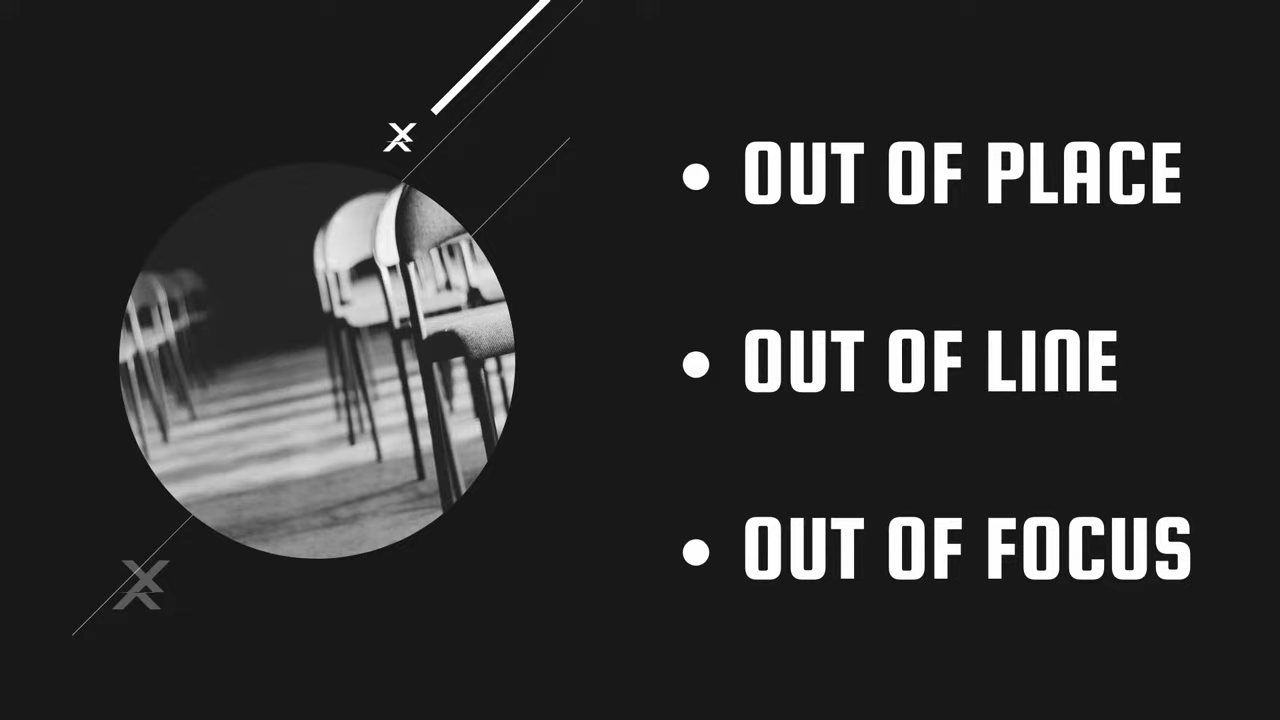 • OUT OF PLACE
• OUT OF LINE
• OUT OF FOCUS